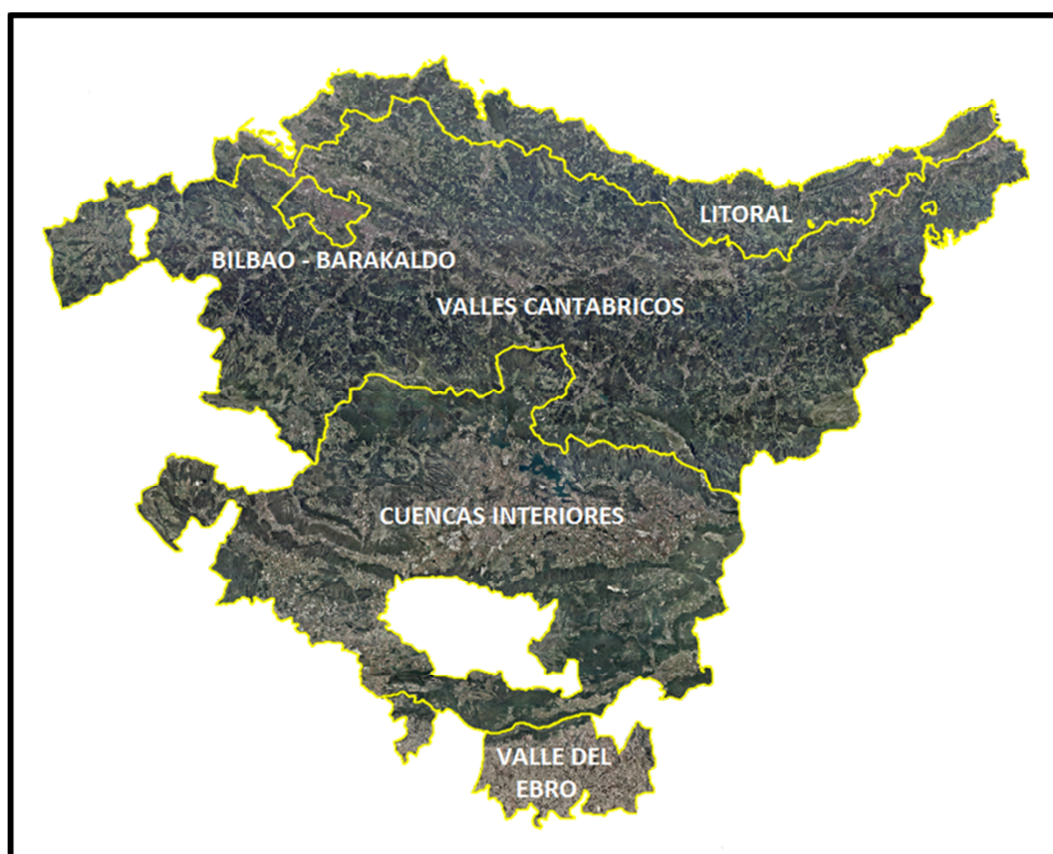 LITORAL
BILBAO - BARAKALDO
VALLES CANTABRICOS
CUENCAS INTERIORES
VALLE DEL
EBRO